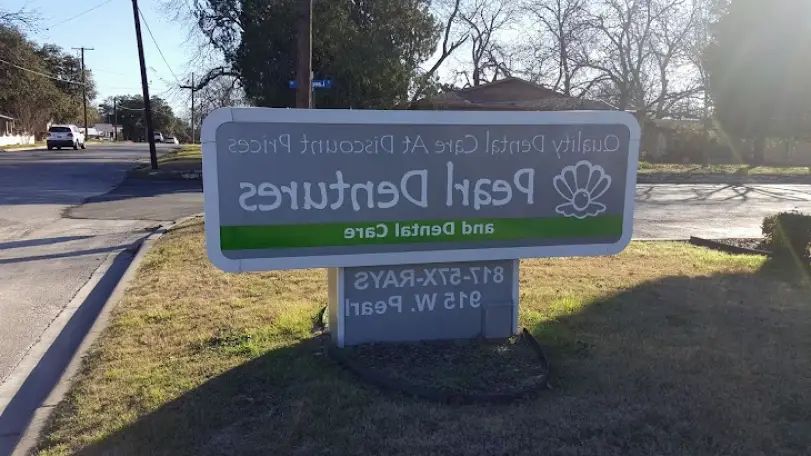 Quality Dental Care At Discount Prices
Pearl Dentures
and Dental Care
817-57X-RAYS
915 W. Pearl